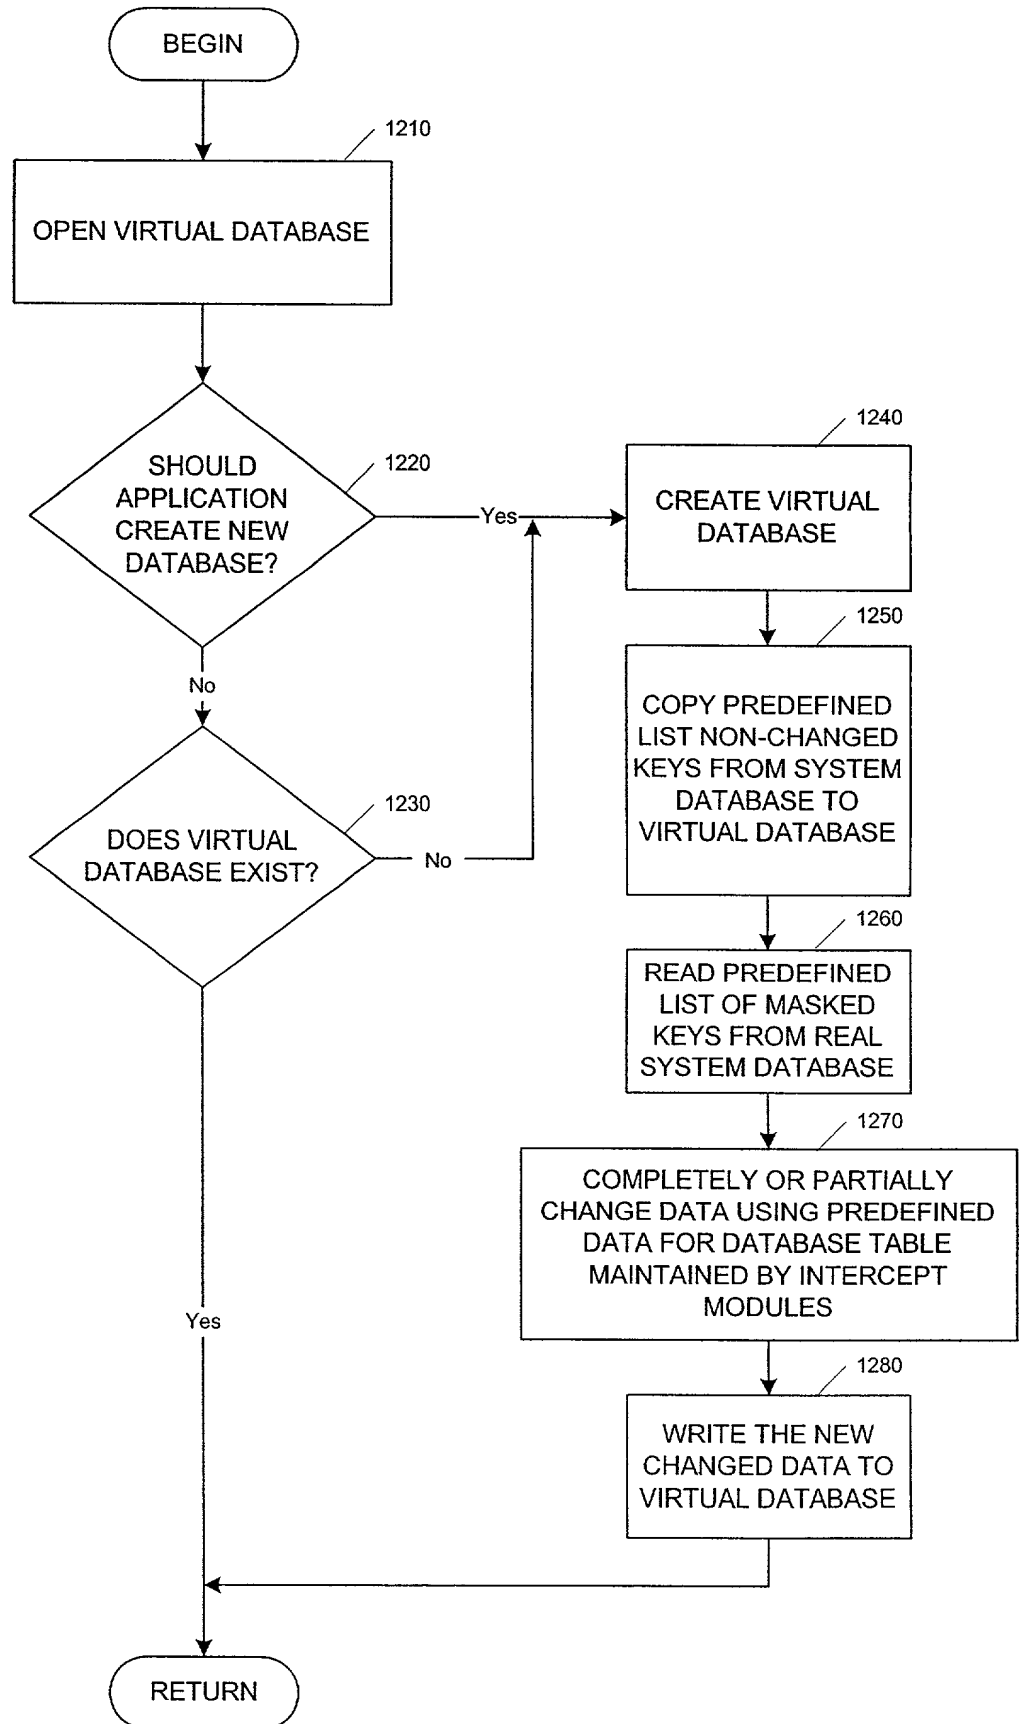 BEGIN
1210
OPEN VIRTUAL DATABASE
1220
SHOULD
APPLICATION
CREATE NEW
DATABASE?
Yes
No
1230
DOES VIRTUAL
DATABASE EXIST?
No
Yes
1240
CREATE VIRTUAL
DATABASE
1250
COPY PREDEFINED
LIST NON-CHANGED
KEYS FROM SYSTEM
DATABASE TO
VIRTUAL DATABASE
1260
READ PREDEFINED
LIST OF MASKED
KEYS FROM REAL
SYSTEM DATABASE
1270
COMPLETELY OR PARTIALLY
CHANGE DATA USING PREDEFINED
DATA FOR DATABASE TABLE
MAINTAINED BY INTERCEPT
MODULES
1280
WRITE THE NEW
CHANGED DATA TO
VIRTUAL DATABASE
RETURN